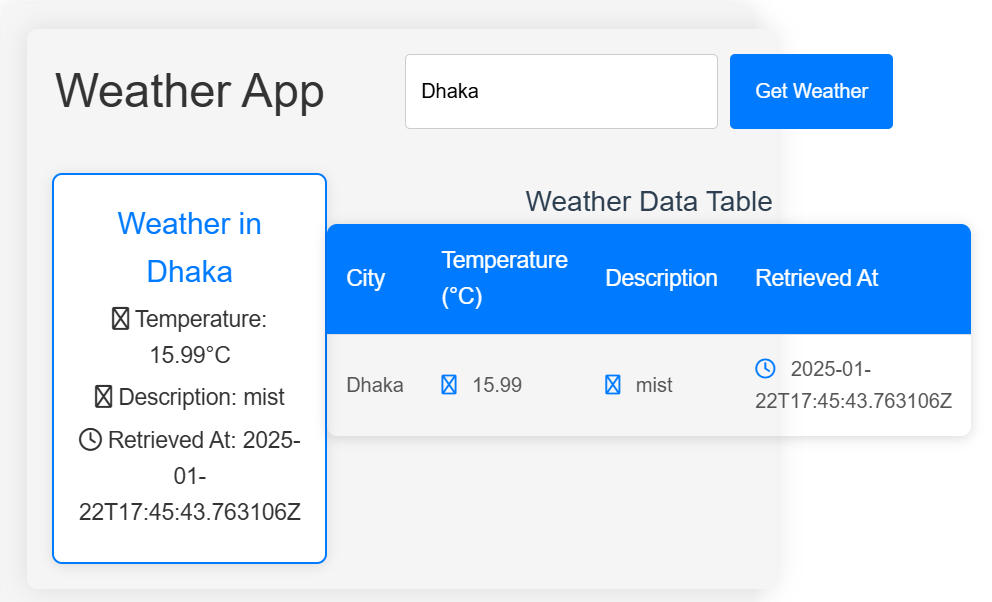 Weather App
Dhaka
Get Weather
Weather in
Dhaka
Temperature:
15.99°C
Description: mist
Retrieved At: 2025-
01-
22T17:45:43.763106Z
Weather Data Table
City
Temperature
(°C)
Description
Retrieved At
Dhaka
15.99
mist
2025-01-
22T17:45:43.763106Z